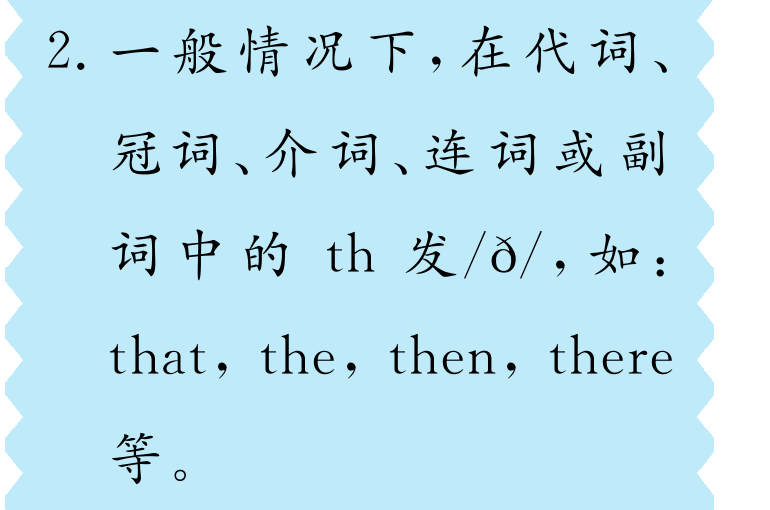 2. 一般情况下，在代词、
冠词、介词、连词或副
词中的 th 发/ð/，如：
that，the，then，there
等。